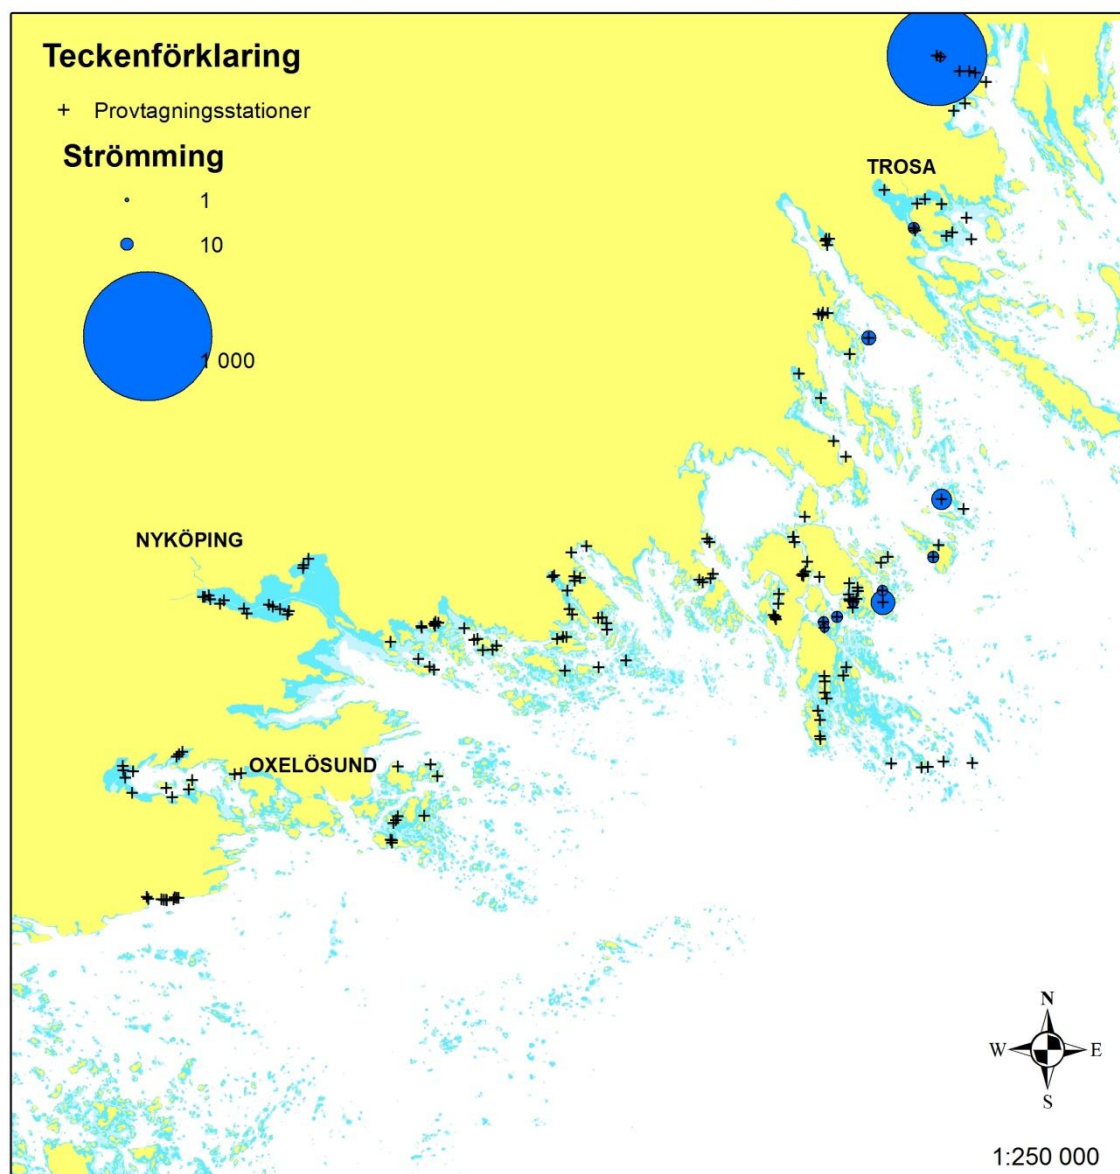 Teckenförklaring
Provtagningsstationer
Strömming
1
10
1 000
TROSA
NYKÖPING
OXELÖSUND
N
W E
S
1:250 000